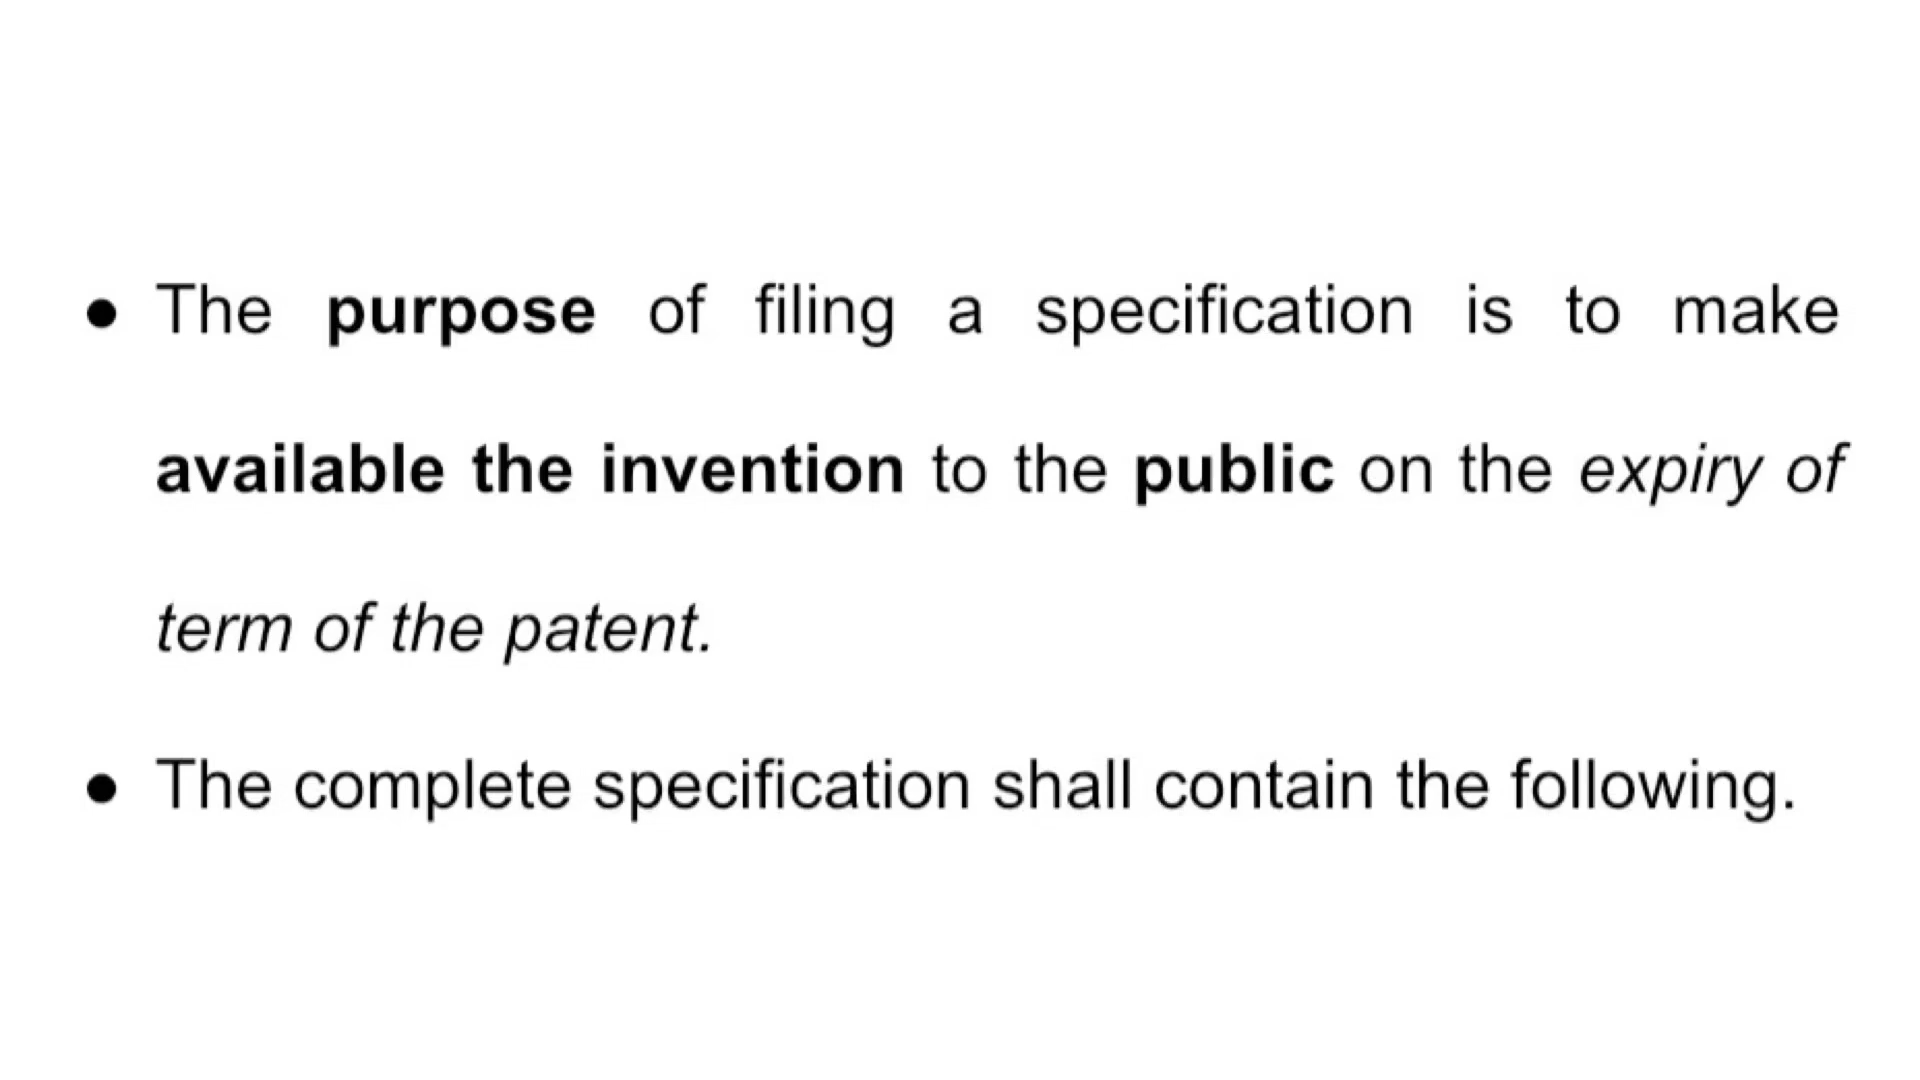 ● The purpose of filing a specification is to make
available the invention to the public on the expiry of
term of the patent.
● The complete specification shall contain the following.